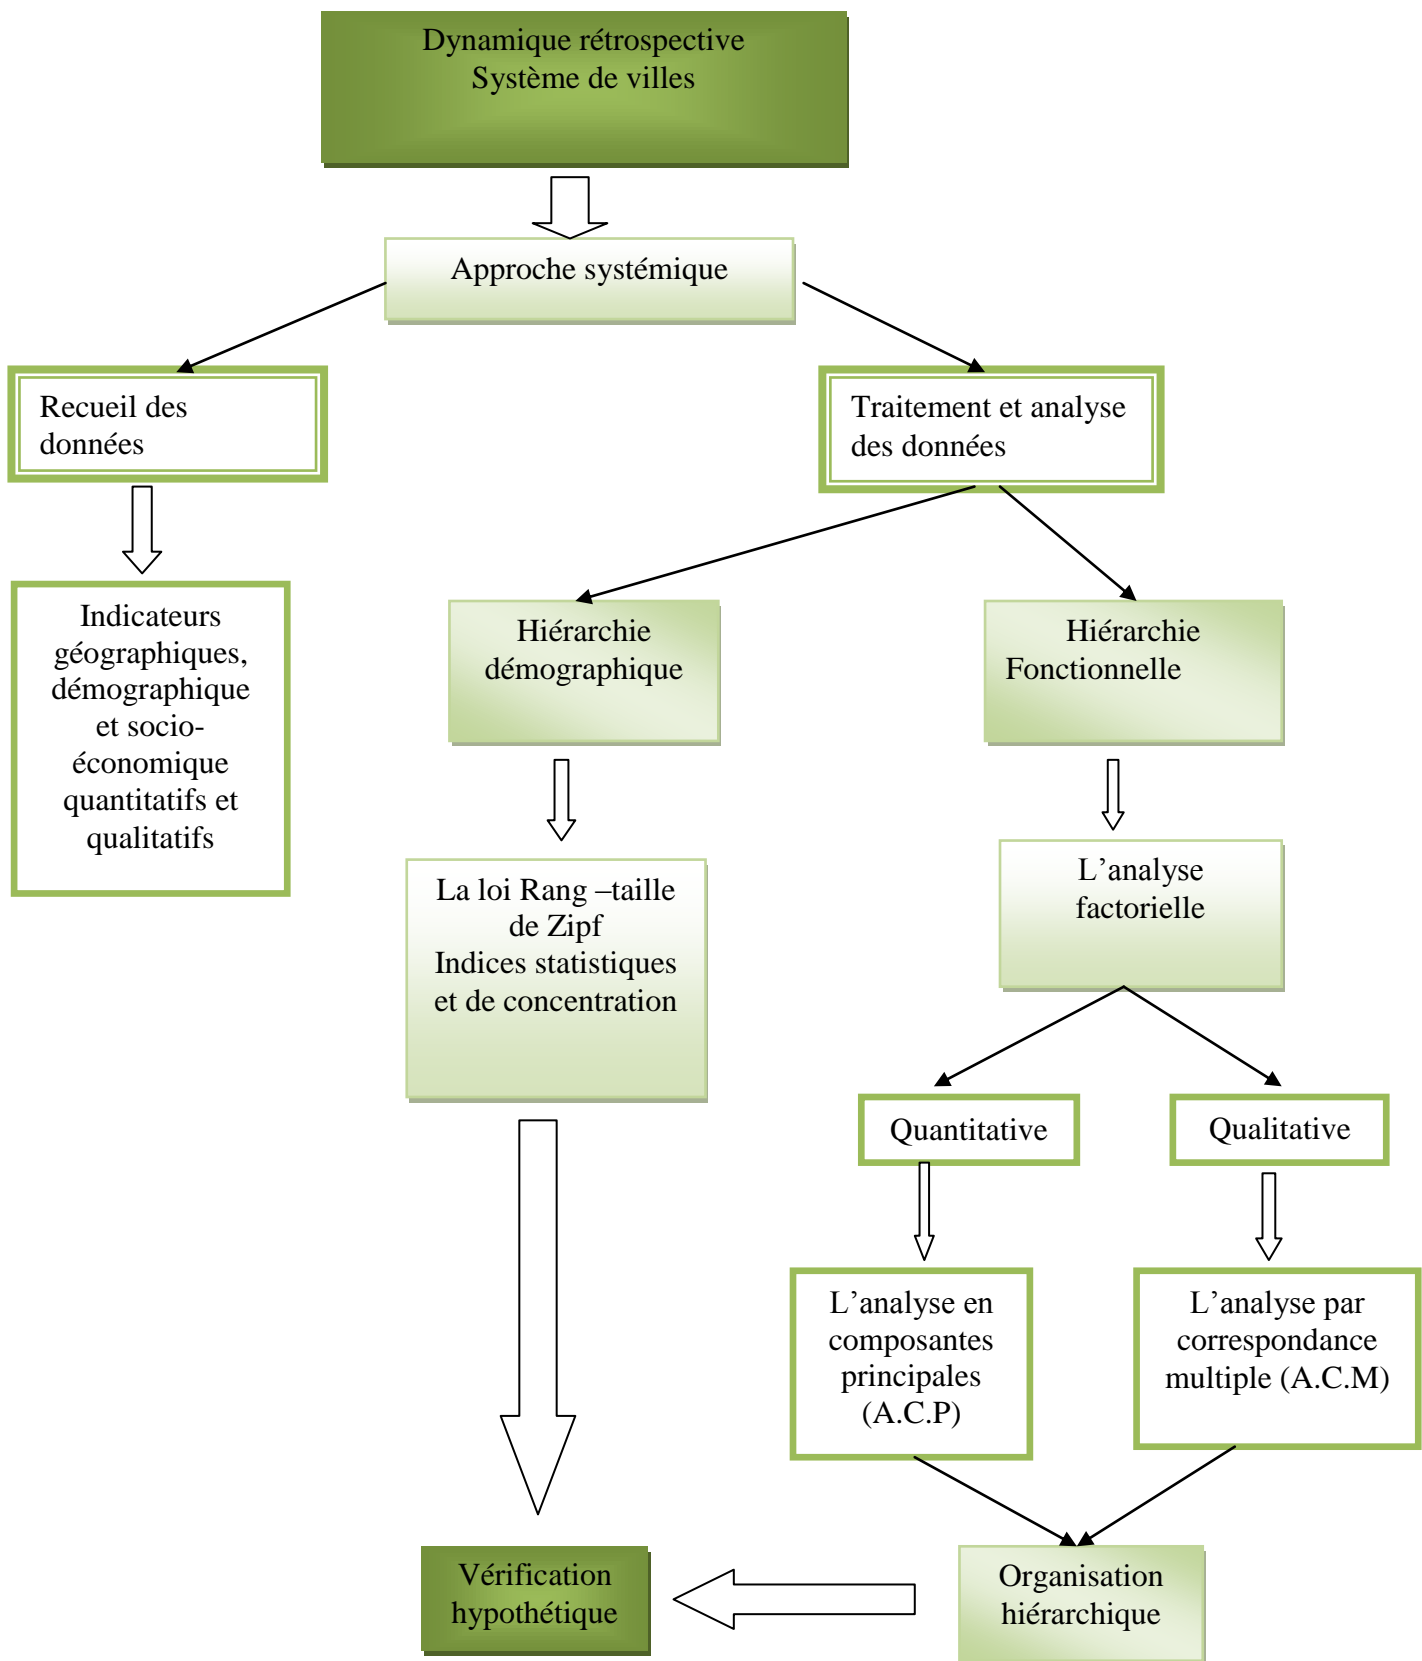 Dynamique rétrospective
Système de villes
Approche systémique
Recueil des
données
Traitement et analyse
des données
Indicateurs
géographiques,
démographique
et socio-
économique
quantitatifs et
qualitatifs
Hiérarchie
démographique
Hiérarchie
Fonctionnelle
La loi Rang –taille
de Zipf
Indices statistiques
et de concentration
L’analyse
factorielle
Quantitative
Qualitative
L’analyse en
composantes
principales
(A.C.P)
L’analyse par
correspondance
multiple (A.C.M)
Vérification
hypothétique
Organisation
hiérarchique